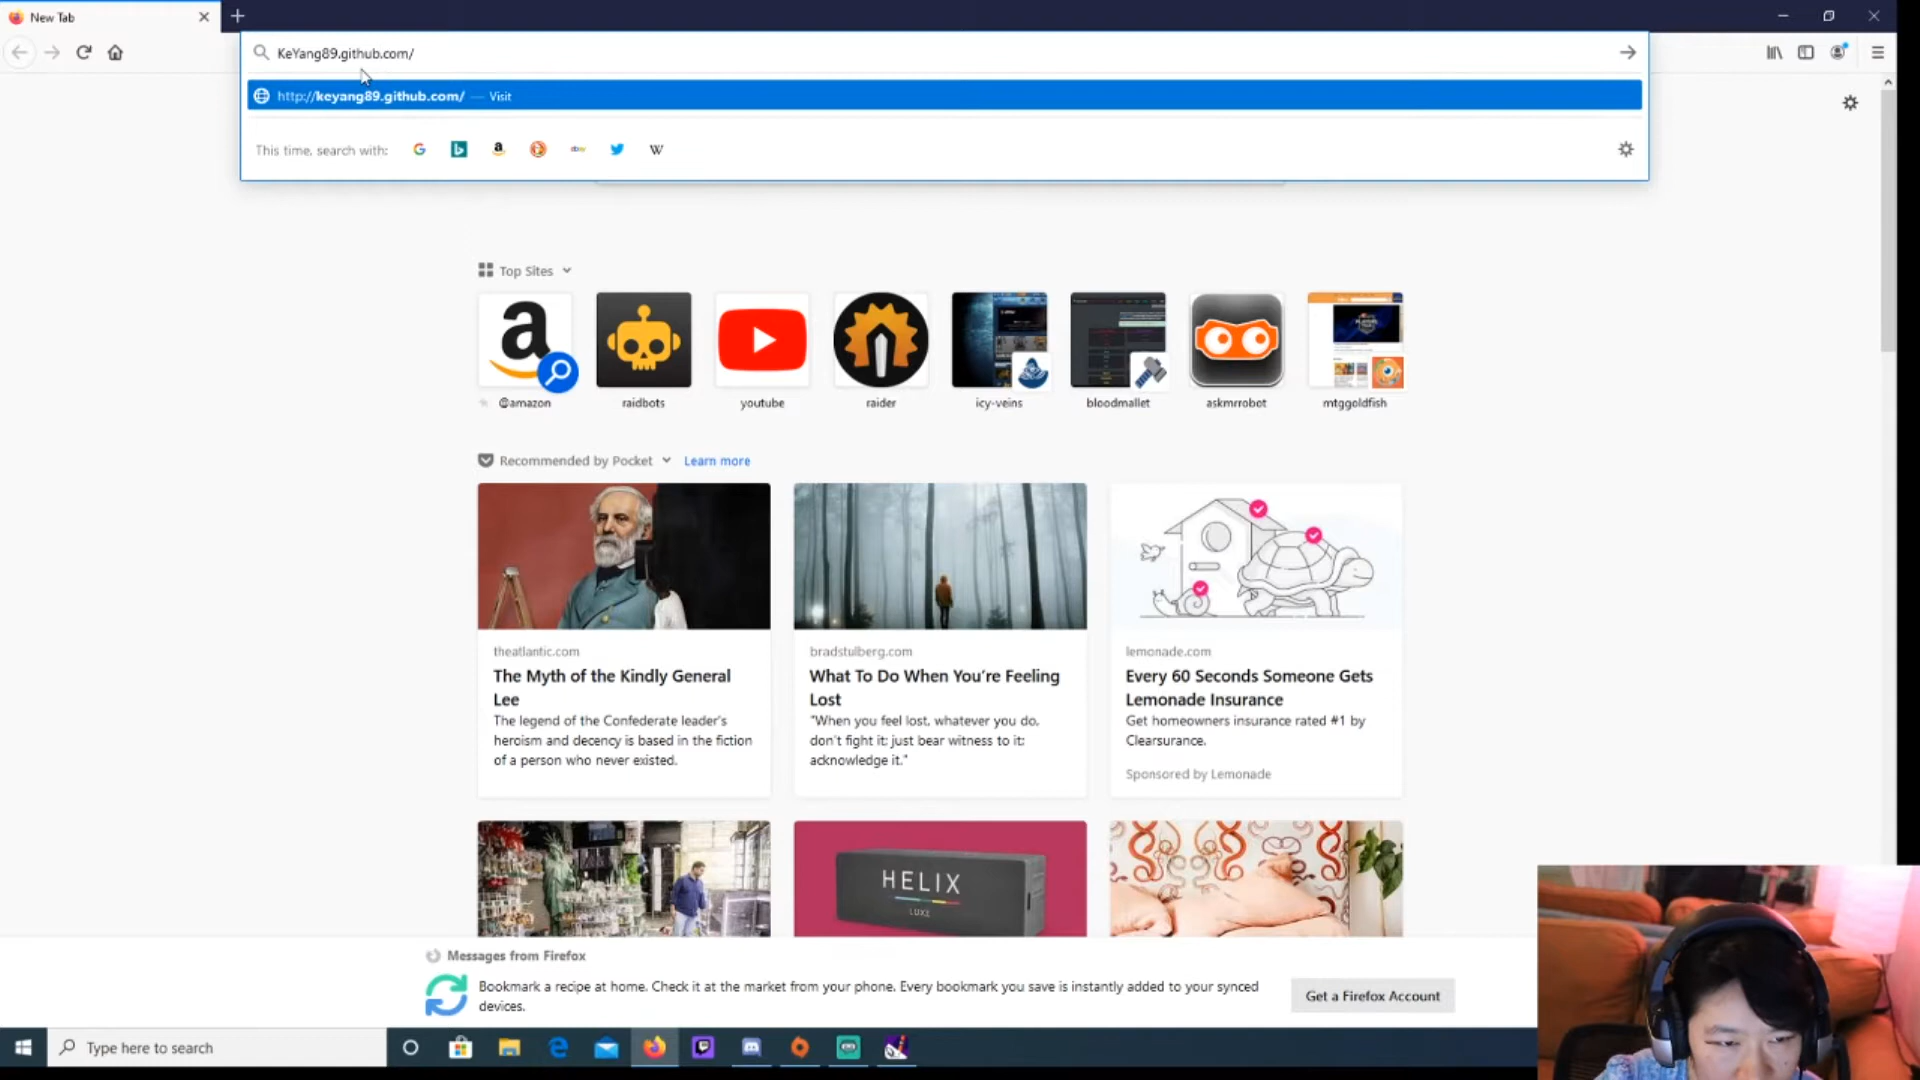 New Tab
KeYang89.github.com/
http://keyang89.github.com/ — Visit
This time, search with:
Top Sites
@amazon
raidbots
youtube
raider
icy-veins
bloodmallet
askmrrobot
mtggoldfish
Recommended by Pocket
Learn more
theatlantic.com
The Myth of the Kindly General
Lee
The legend of the Confederate leader's
heroism and decency is based in the fiction
of a person who never existed.
bradstulberg.com
What To Do When You're Feeling
Lost
"When you feel lost, whatever you do,
don't fight it; just bear witness to it;
acknowledge it."
lemonade.com
Every 60 Seconds Someone Gets
Lemonade Insurance
Get homeowners insurance rated #1 by
Clearsurance.
Sponsored by Lemonade
HELIX
LUXE
Messages from Firefox
Bookmark a recipe at home. Check it at the market from your phone. Every bookmark you save is instantly added to your synced
devices.
Get a Firefox Account
Type here to search